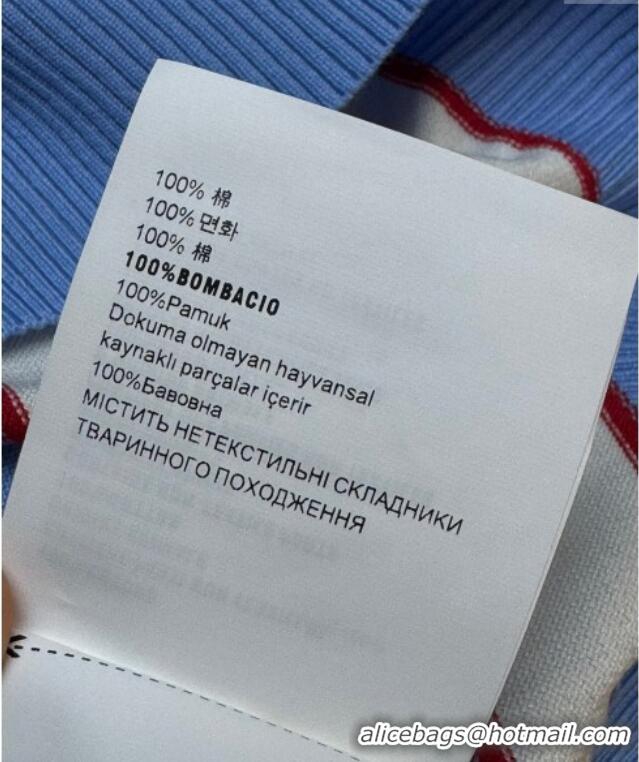 100% 棉
100% 면화
100% 棉
100%BOMBACIO
100%Pamuk
Dokuma olmayan hayvansal
kaynaklı parçalar içerir
100%Бавовна
МІСТИТЬ НЕТЕКСТИЛЬНІ СКЛАДНИКИ
ТВАРИННОГО ПОХОДЖЕННЯ
alicebags@hotmail.com